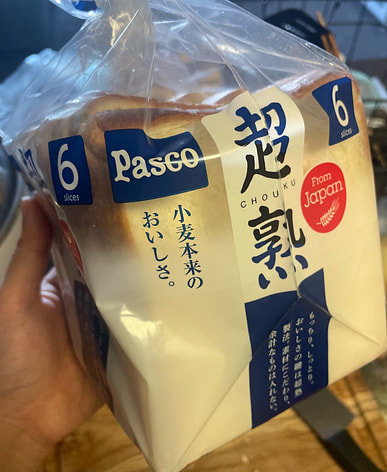 6
slices
Pasco
超熟
CHOUKU
6
slices
From
Japan
小麦本来の
おいしさ。
もっちり、しっとり。
おいしさの鍵は超熟
製法。素材にこだわり、
余計なものは入れない。